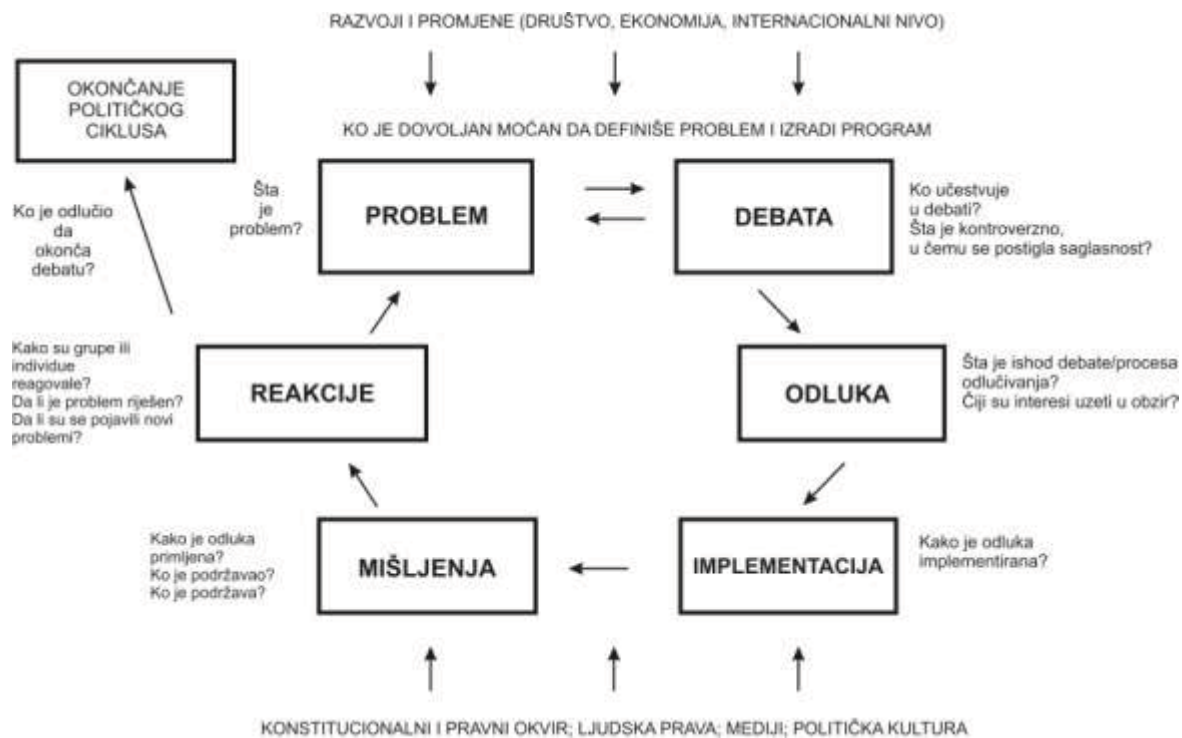 RAZVOJI I PROMJENE (DRUŠTVO, EKONOMIJA, INTERNACIONALNI NIVO)
OKONČANJE
POLITIČKOG
CIKLUSA
KO JE DOVOLJAN MOĆAN DA DEFINIŠE PROBLEM I IZRADI PROGRAM
Ko je odlučio
da
okonča
debatu?
Šta
je
problem?
PROBLEM
DEBATA
Ko učestvuje
u debati?
Šta je kontroverzno,
u čemu se postigla saglasnost?
Kako su grupe ili
individue
reagovale?
Da li je problem riješen?
Da li su se pojavili novi
problemi?
REAKCIJE
ODLUKA
Šta je ishod debate/procesa
odlučivanja?
Čiji su interesi uzeti u obzir?
Kako je odluka
primljena?
Ko je podržavao?
Ko je podržava?
MIŠLJENJA
IMPLEMENTACIJA
Kako je odluka
implementirana?
KONSTITUCIONALNI I PRAVNI OKVIR; LJUDSKA PRAVA; MEDIJI; POLITIČKA KULTURA